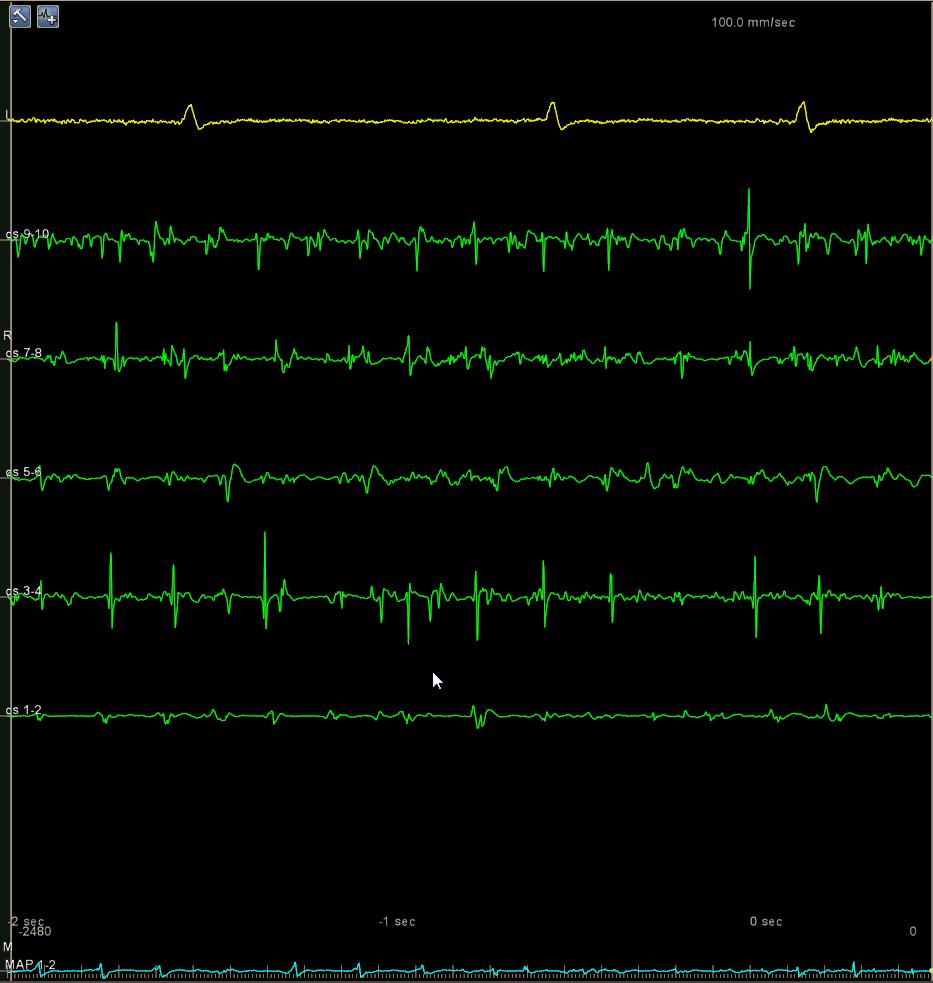 100.0 mm/sec
I
cs 9-10
R
cs 7-8
cs 5-6
cs 3-4
cs 1-2
-2 sec
-1 sec
0 sec
-2480
0
M
MAP 1-2